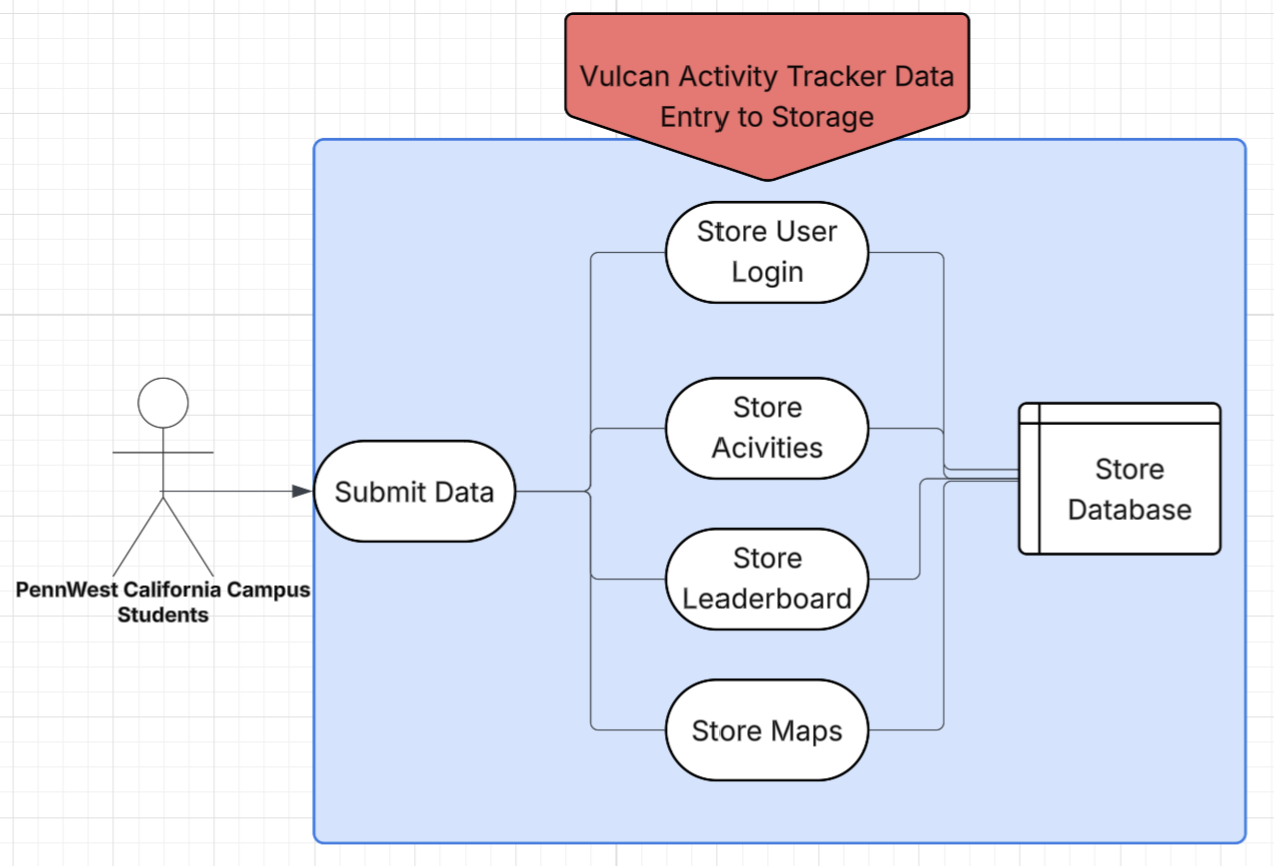 Vulcan Activity Tracker Data
Entry to Storage
Store User
Login
Store
Acivities
Submit Data
Store
Database
Store
Leaderboard
PennWest California Campus
Students
Store Maps